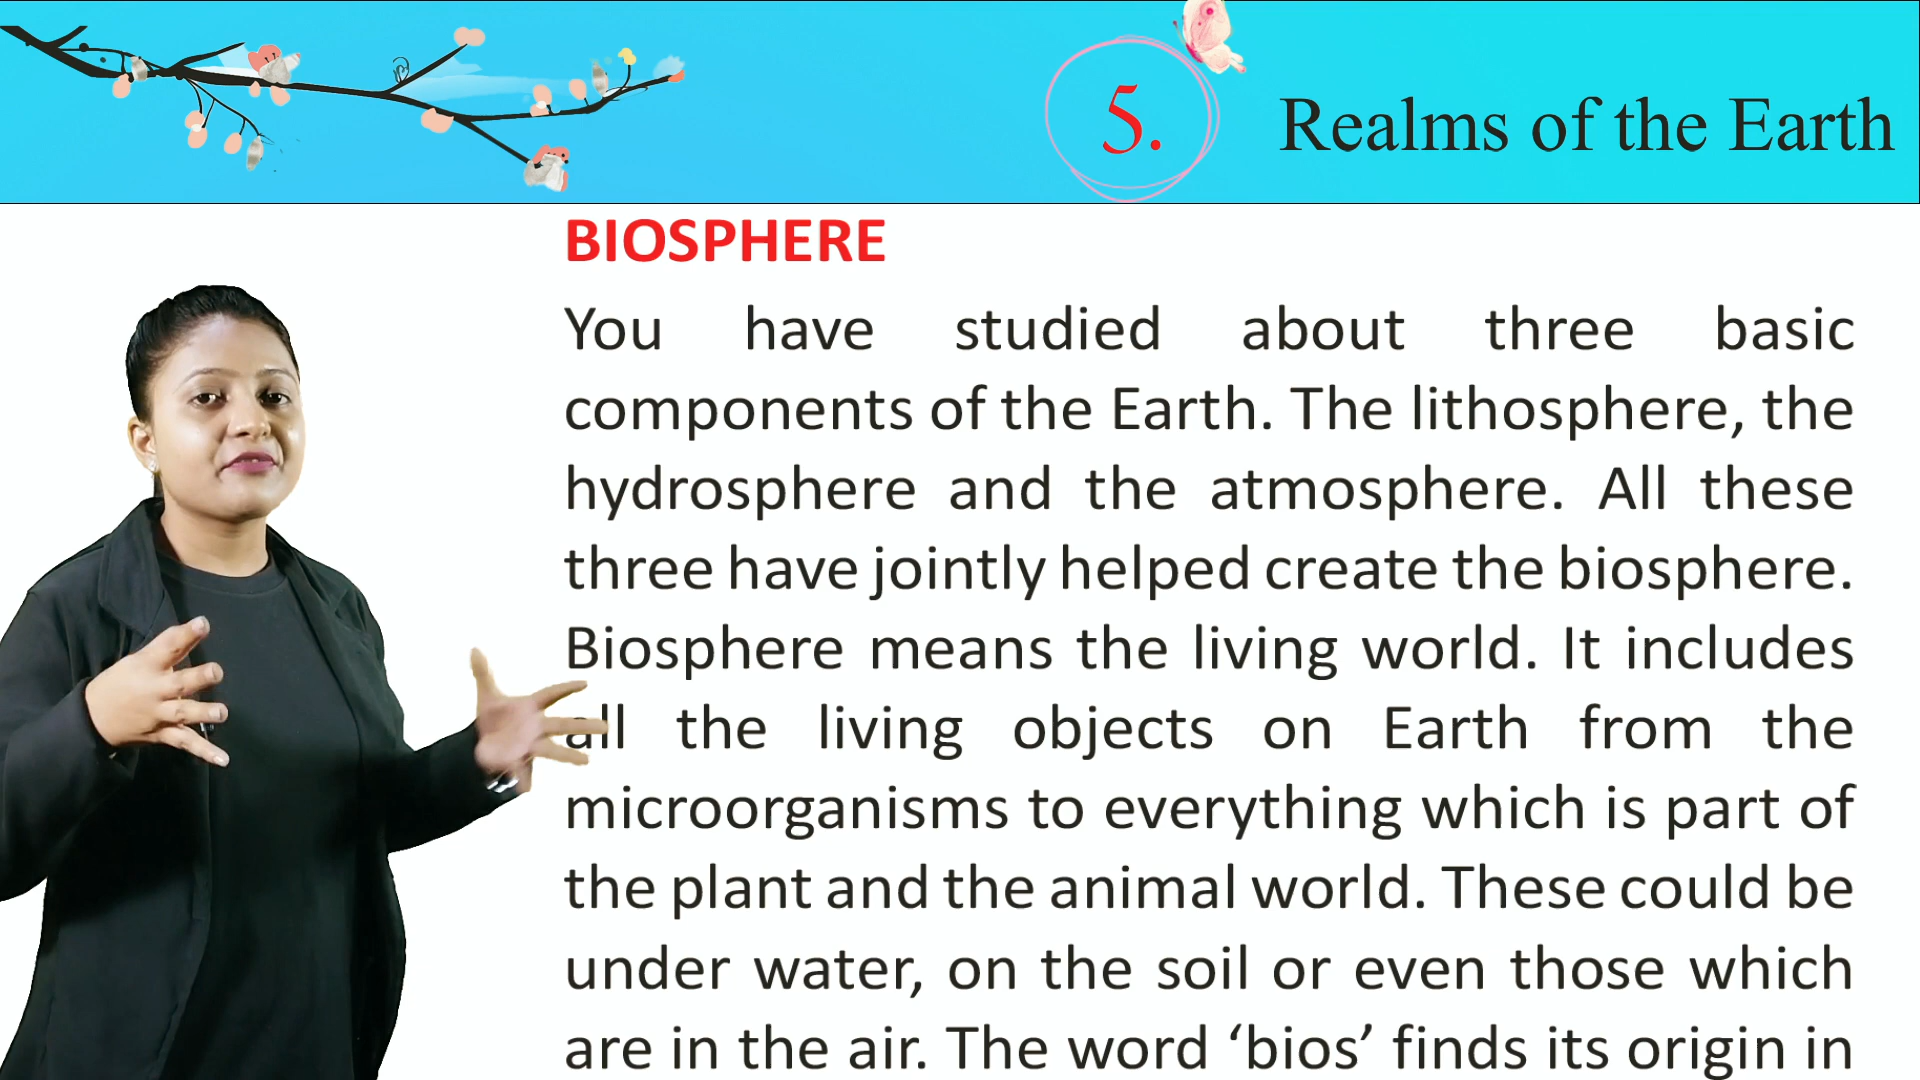 5. Realms of the Earth
BIOSPHERE
You have studied about three basic
components of the Earth. The lithosphere, the
hydrosphere and the atmosphere. All these
three have jointly helped create the biosphere.
Biosphere means the living world. It includes
all the living objects on Earth from the
microorganisms to everything which is part of
the plant and the animal world. These could be
under water, on the soil or even those which
are in the air. The word ‘bios’ finds its origin in